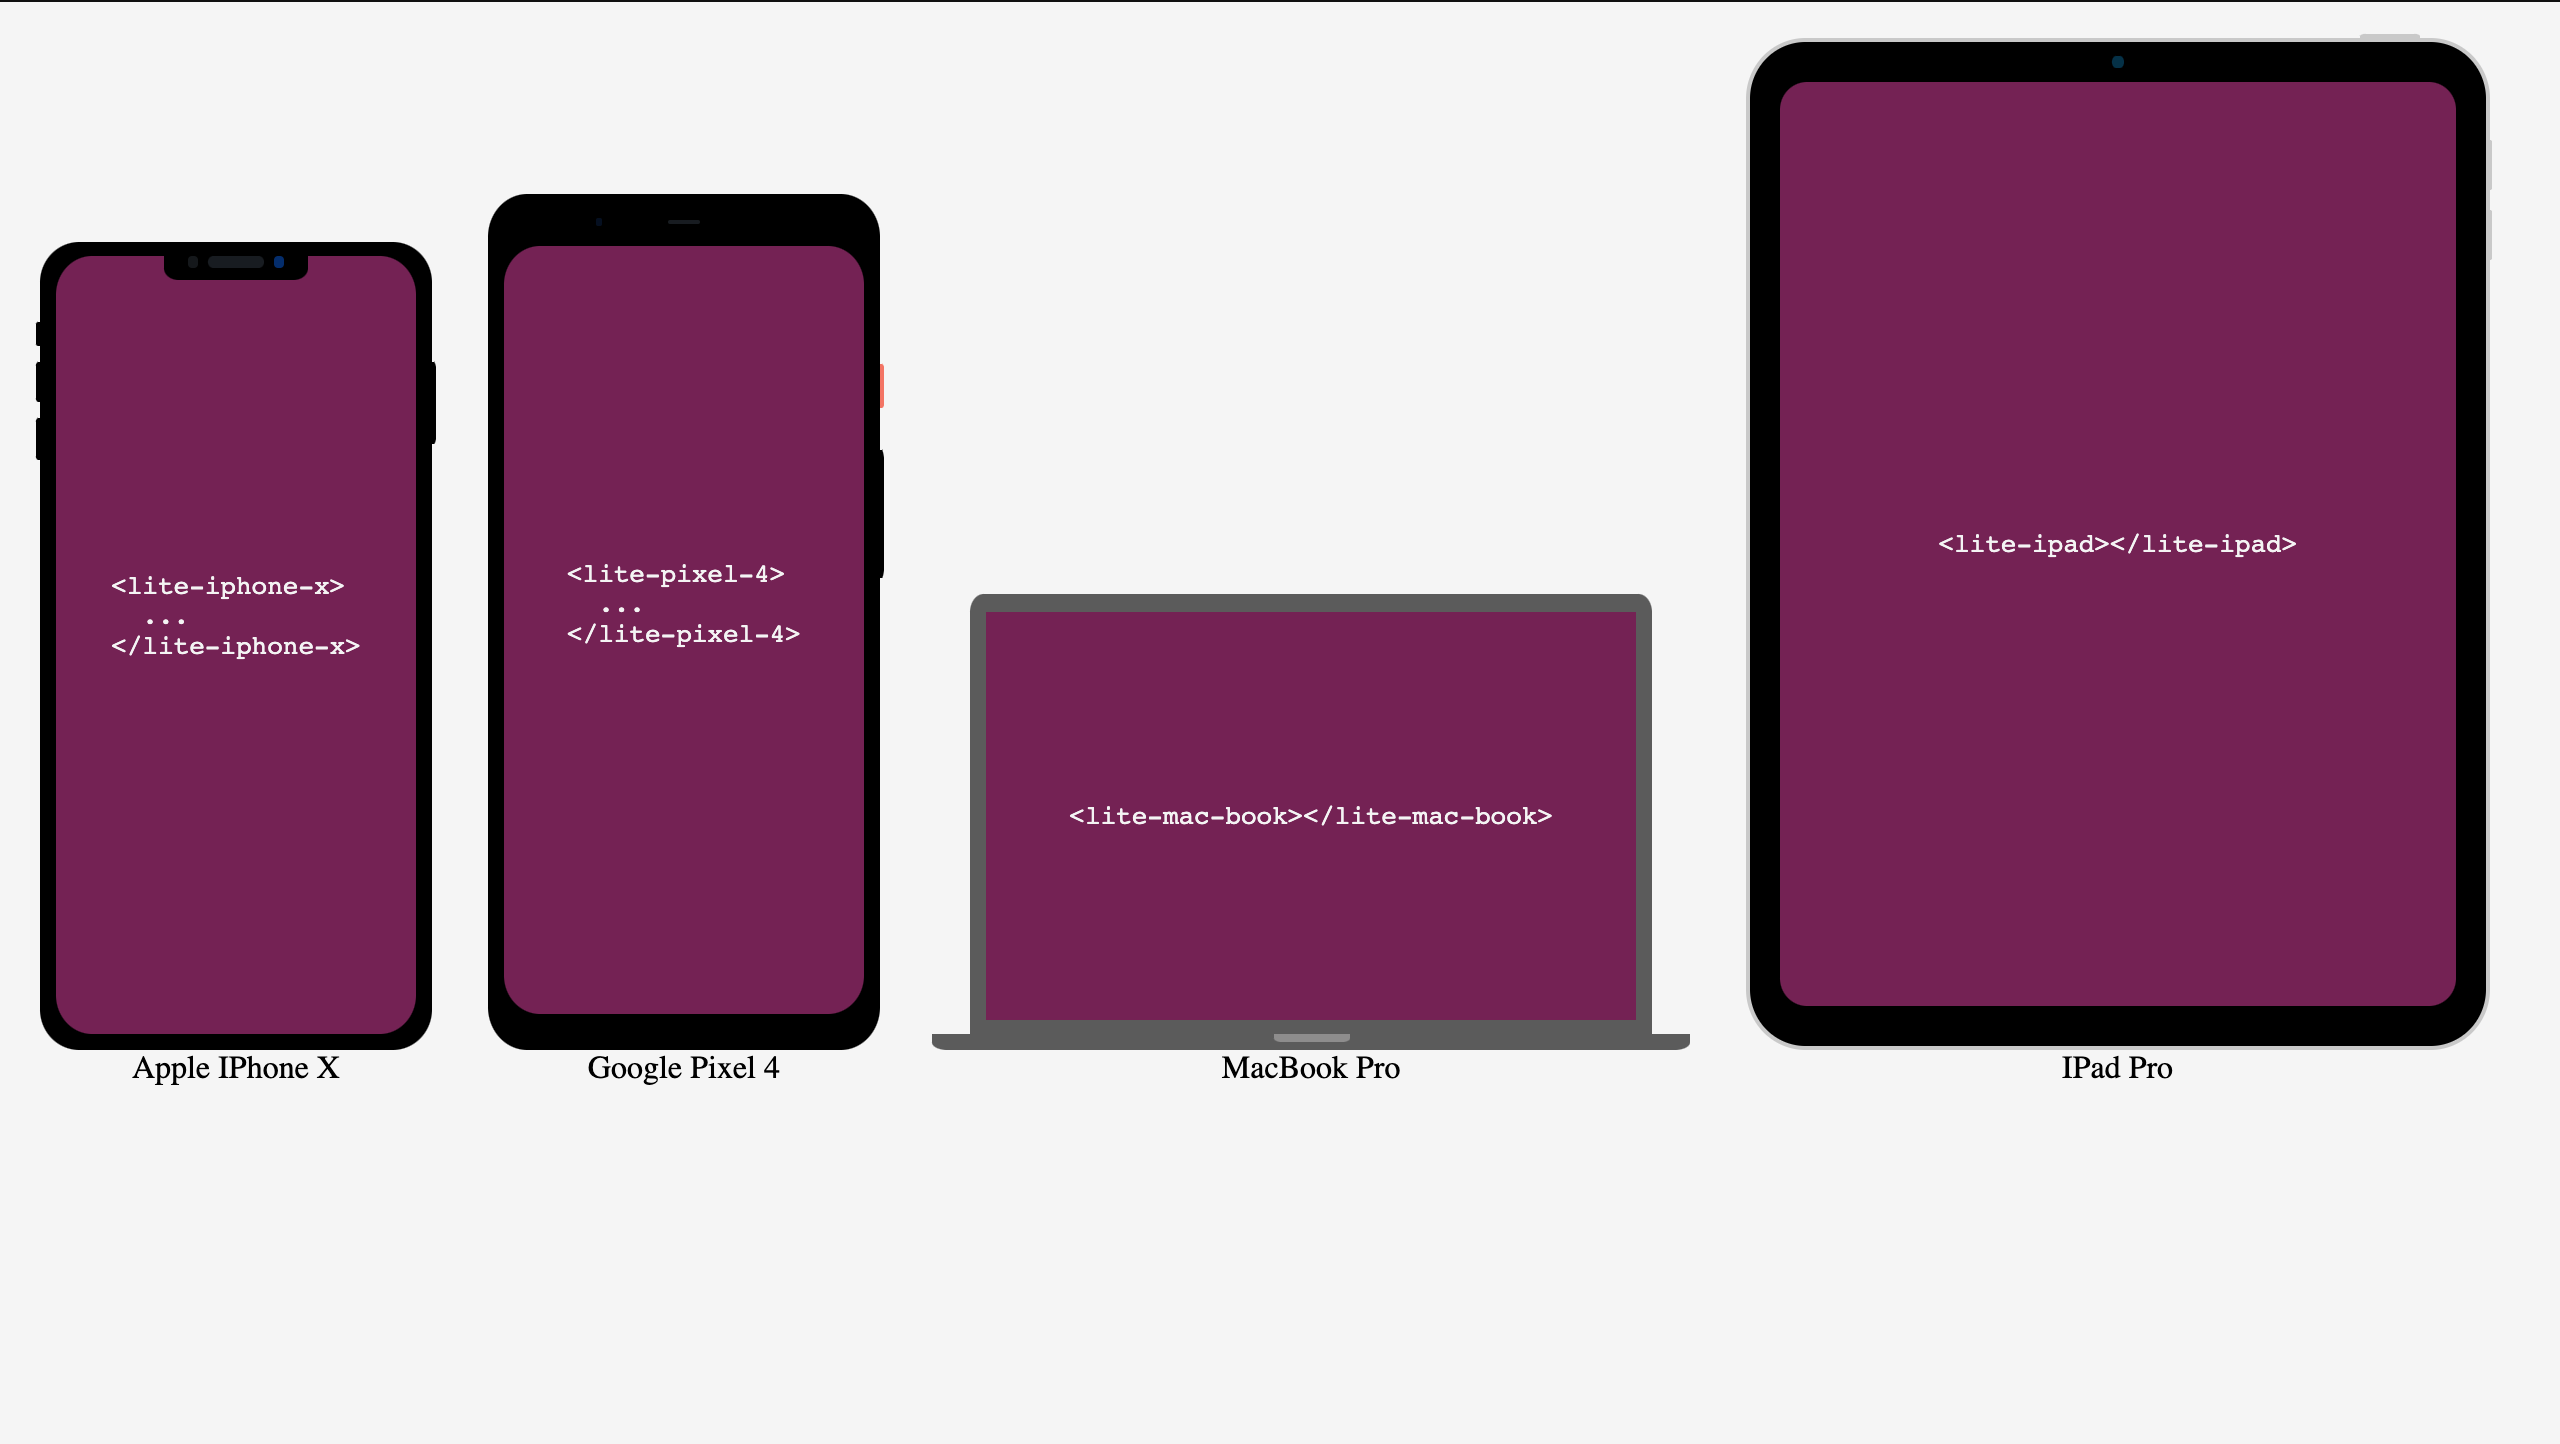 <lite-iphone-x>
...
</lite-iphone-x>
Apple IPhone X
<lite-pixel-4>
...
</lite-pixel-4>
Google Pixel 4
<lite-mac-book></lite-mac-book>
MacBook Pro
<lite-ipad></lite-ipad>
IPad Pro